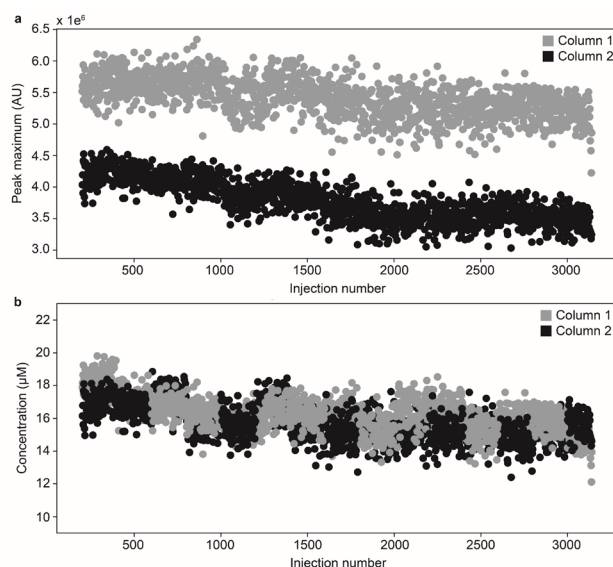 a
x 1e⁶
6.5
6.0
5.5
5.0
4.5
4.0
3.5
3.0
Peak maximum (AU)
Column 1
Column 2
500 1000 1500 2000 2500 3000
Injection number
b
22
20
18
16
14
12
10
Concentration (µM)
Column 1
Column 2
500 1000 1500 2000 2500 3000
Injection number